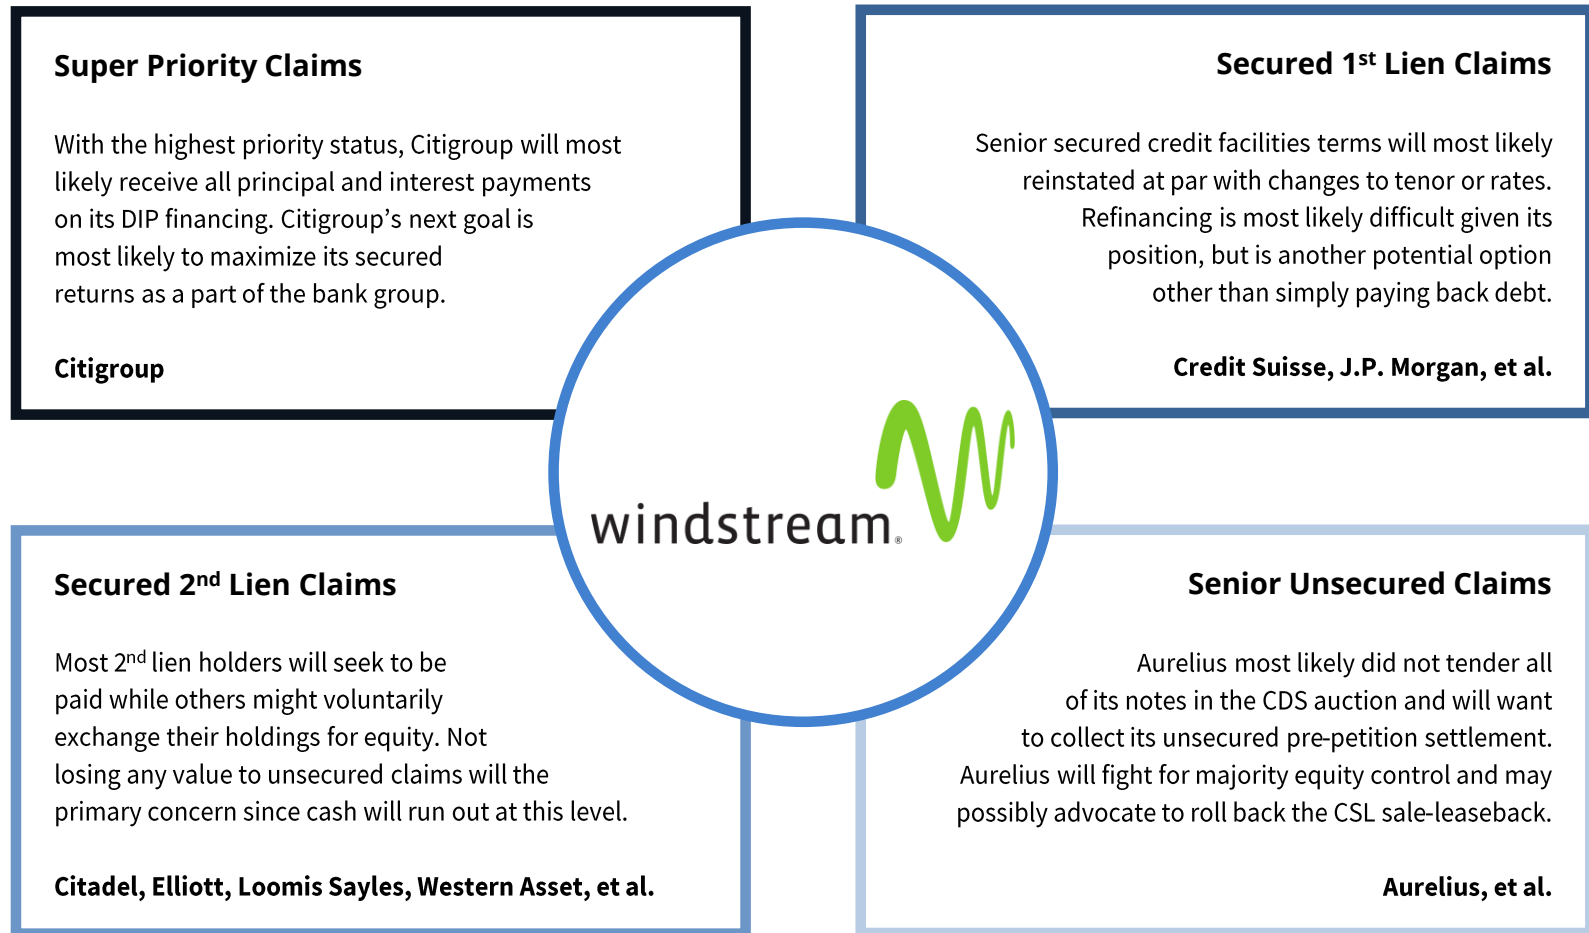 Super Priority Claims
With the highest priority status, Citigroup will most
likely receive all principal and interest payments
on its DIP financing. Citigroup’s next goal is
most likely to maximize its secured
returns as a part of the bank group.
Citigroup
Secured 1st Lien Claims
Senior secured credit facilities terms will most likely
reinstated at par with changes to tenor or rates.
Refinancing is most likely difficult given its
position, but is another potential option
other than simply paying back debt.
Credit Suisse, J.P. Morgan, et al.
windstream®
Secured 2nd Lien Claims
Most 2nd lien holders will seek to be
paid while others might voluntarily
exchange their holdings for equity. Not
losing any value to unsecured claims will the
primary concern since cash will run out at this level.
Citadel, Elliott, Loomis Sayles, Western Asset, et al.
Senior Unsecured Claims
Aurelius most likely did not tender all
of its notes in the CDS auction and will want
to collect its unsecured pre-petition settlement.
Aurelius will fight for majority equity control and may
possibly advocate to roll back the CSL sale-leaseback.
Aurelius, et al.